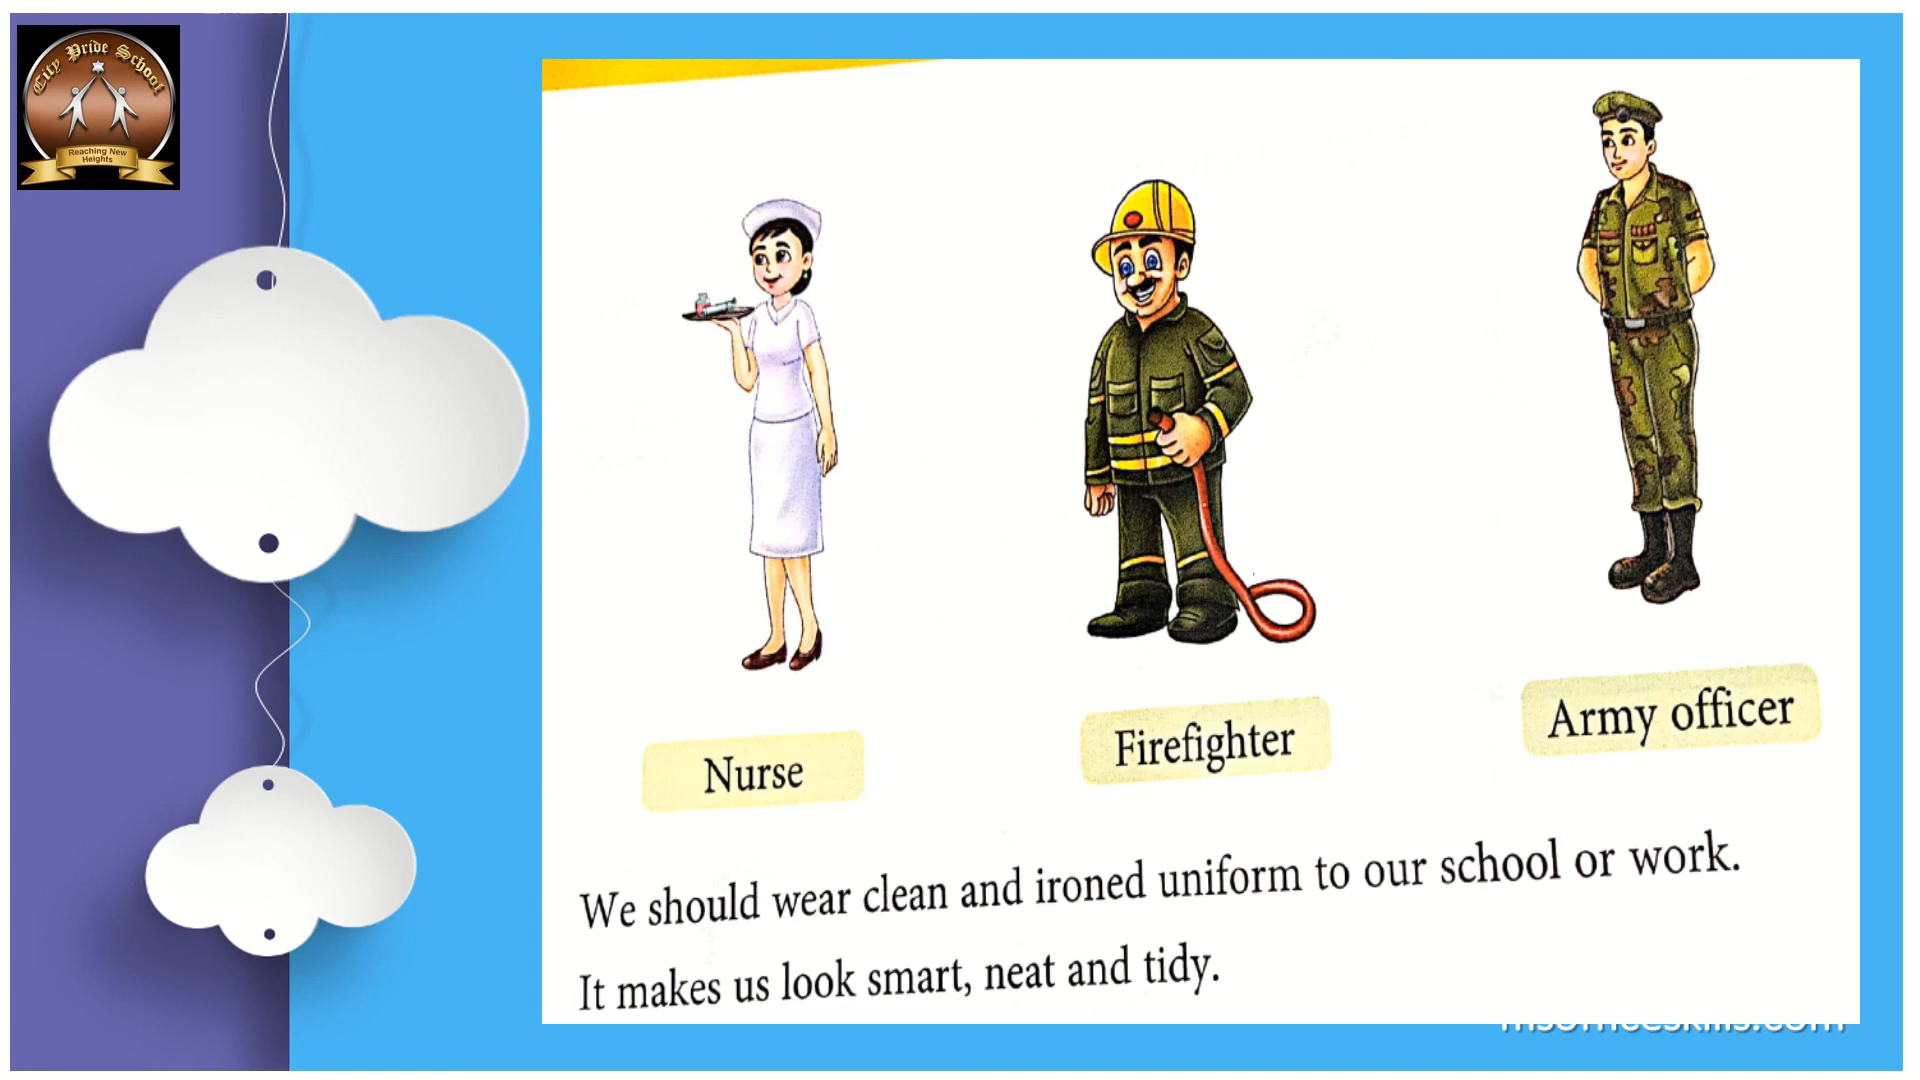 City Pride School
Reaching New
Heights
Nurse
Firefighter
Army officer
We should wear clean and ironed uniform to our school or work.
It makes us look smart, neat and tidy.